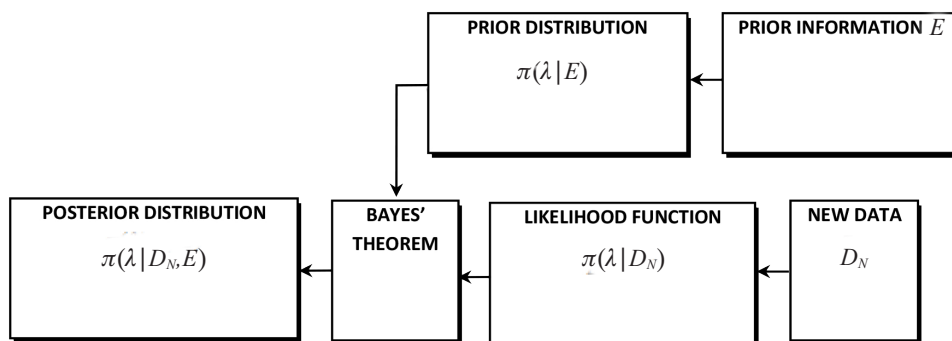 PRIOR DISTRIBUTION
π(λ|E)
PRIOR INFORMATION E
POSTERIOR DISTRIBUTION
π(λ|D_N,E)
BAYES'
THEOREM
LIKELIHOOD FUNCTION
π(λ|D_N)
NEW DATA
D_N